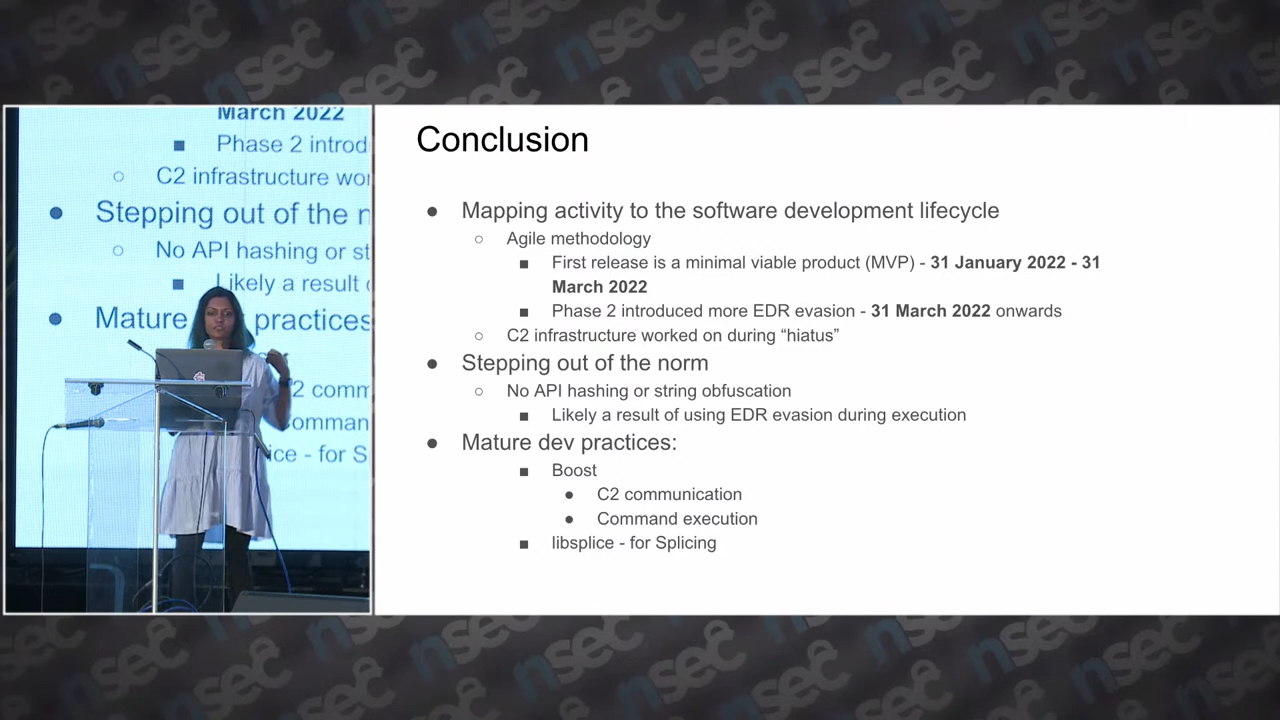 nsec
March 2022
Phase 2 introd
C2 infrastructure wor
Stepping out of the n
No API hashing or st
Likely a result o
Mature practices
2 comm
omman
ice - for S
Conclusion
Mapping activity to the software development lifecycle
Agile methodology
First release is a minimal viable product (MVP) - 31 January 2022 - 31
March 2022
Phase 2 introduced more EDR evasion - 31 March 2022 onwards
C2 infrastructure worked on during “hiatus”
Stepping out of the norm
No API hashing or string obfuscation
Likely a result of using EDR evasion during execution
Mature dev practices:
Boost
C2 communication
Command execution
libsplice - for Splicing